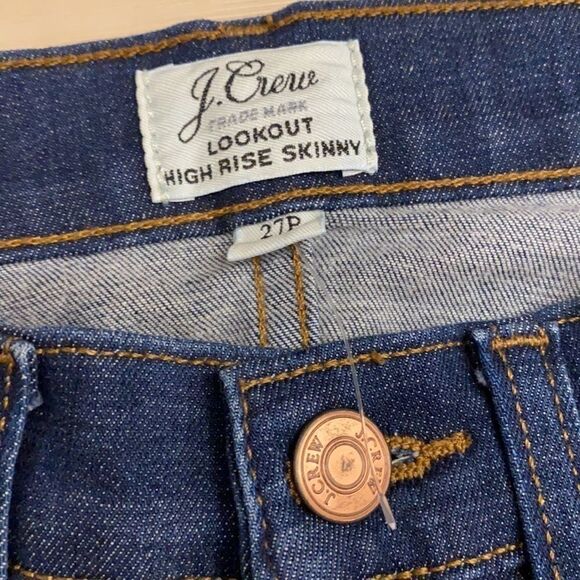 J.Crew
TRADE MARK
LOOKOUT
HIGH RISE SKINNY
27P
J.CREW
J.CREW